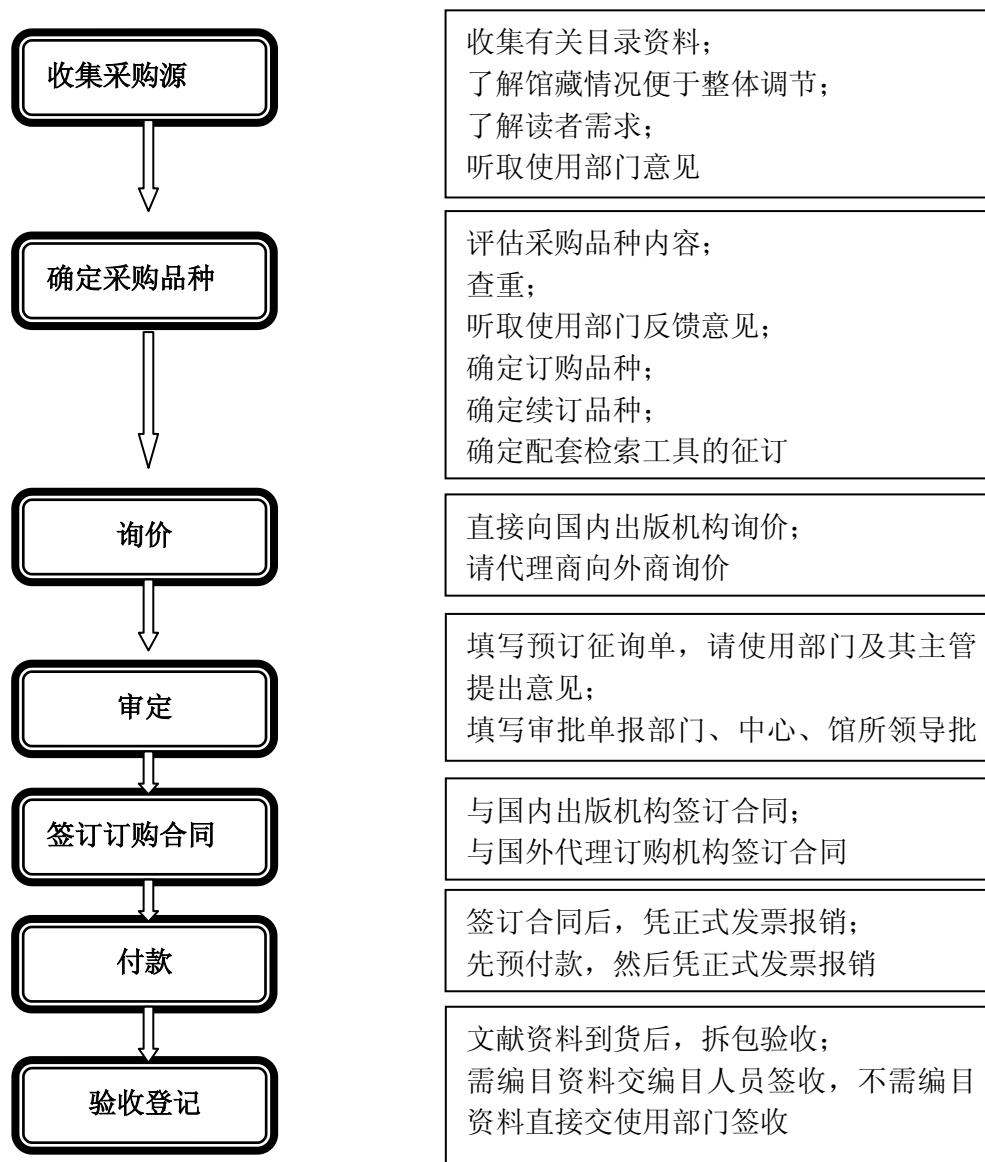 收集采购源
收集有关目录资料；
了解馆藏情况便于整体调节；
了解读者需求；
听取使用部门意见
确定采购品种
评估采购品种内容；
查重；
听取使用部门反馈意见；
确定订购品种；
确定续订品种；
确定配套检索工具的征订
询价
直接向国内出版机构询价；
请代理商向外商询价
审定
填写预订征询单，请使用部门及其主管
提出意见；
填写审批单报部门、中心、馆所领导批
签订订购合同
与国内出版机构签订合同；
与国外代理订购机构签订合同
付款
签订合同后，凭正式发票报销；
先预付款，然后凭正式发票报销
验收登记
文献资料到货后，拆包验收；
需编目资料交编目人员签收，不需编目
资料直接交使用部门签收